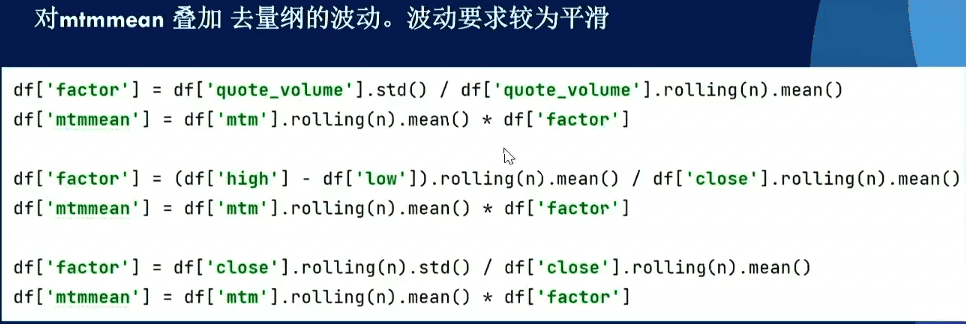 对mtmmean 叠加 去量纲的波动。波动要求较为平滑
df['factor'] = df['quote_volume'].std() / df['quote_volume'].rolling(n).mean()
df['mtmmean'] = df['mtm'].rolling(n).mean() * df['factor']
df['factor'] = (df['high'] - df['low']).rolling(n).mean() / df['close'].rolling(n).mean()
df['mtmmean'] = df['mtm'].rolling(n).mean() * df['factor']
df['factor'] = df['close'].rolling(n).std() / df['close'].rolling(n).mean()
df['mtmmean'] = df['mtm'].rolling(n).mean() * df['factor']